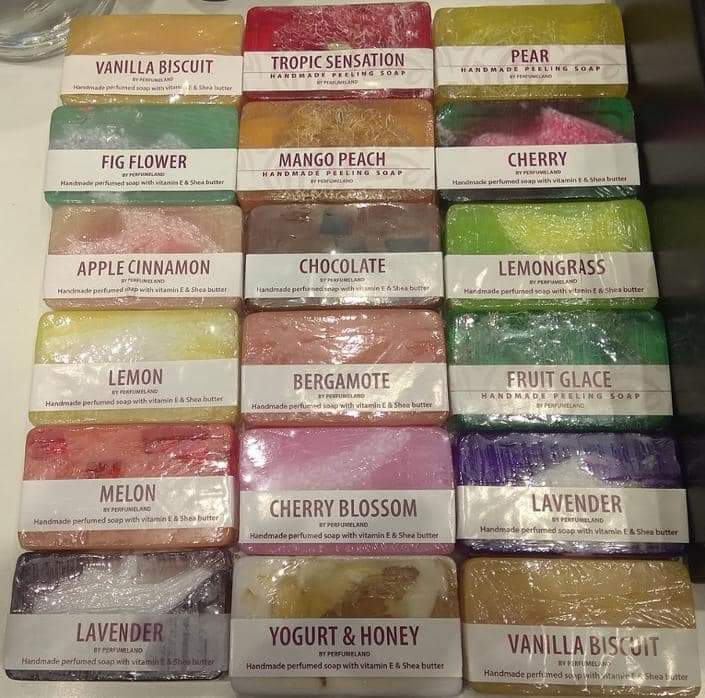 VANILLA BISCUIT
BY PERFUMELAND
Handmade perfumed soap with vitamin E & Shea butter
TROPIC SENSATION
HANDMADE PEELING SOAP
BY PERFUMELAND
PEAR
HANDMADE PEELING SOAP
BY PERFUMELAND
FIG FLOWER
BY PERFUMELAND
Handmade perfumed soap with vitamin E & Shea butter
MANGO PEACH
HANDMADE PEELING SOAP
BY PERFUMELAND
CHERRY
BY PERFUMELAND
Handmade perfumed soap with vitamin E & Shea butter
APPLE CINNAMON
BY PERFUMELAND
Handmade perfumed soap with vitamin E & Shea butter
CHOCOLATE
BY PERFUMELAND
Handmade perfumed soap with vitamin E & Shea butter
LEMONGRASS
BY PERFUMELAND
Handmade perfumed soap with vitamin E & Shea butter
LEMON
BY PERFUMELAND
Handmade perfumed soap with vitamin E & Shea butter
BERGAMOTE
BY PERFUMELAND
Handmade perfumed soap with vitamin E & Shea butter
FRUIT GLACE
HANDMADE PEELING SOAP
BY PERFUMELAND
MELON
BY PERFUMELAND
Handmade perfumed soap with vitamin E & Shea butter
CHERRY BLOSSOM
BY PERFUMELAND
Handmade perfumed soap with vitamin E & Shea butter
LAVENDER
BY PERFUMELAND
Handmade perfumed soap with vitamin E & Shea butter
LAVENDER
BY PERFUMELAND
Handmade perfumed soap with vitamin E & Shea butter
YOGURT & HONEY
BY PERFUMELAND
Handmade perfumed soap with vitamin E & Shea butter
VANILLA BISCUIT
BY PERFUMELAND
Handmade perfumed soap with vitamin E & Shea butter